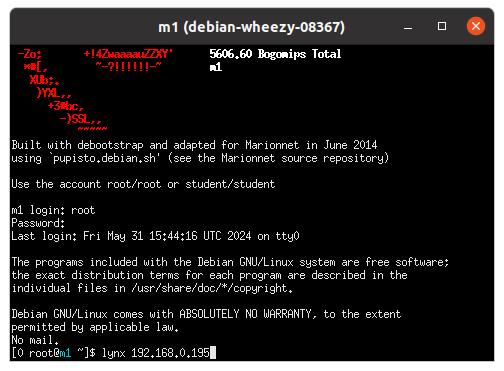 m1 (debian-wheezy-08367)
-Zo; +!4ZwaaaauZZXY' 5606.60 Bogomips Total
*#[, ~-?!!!!!!-~ m1
XUb;.
)YXL,,
+3#bc,
-)SSL,,
~~~~~
Built with debootstrap and adapted for Marionnet in June 2014
using `pupisto.debian.sh' (see the Marionnet source repository)
Use the account root/root or student/student
m1 login: root
Password:
Last login: Fri May 31 15:44:16 UTC 2024 on tty0
The programs included with the Debian GNU/Linux system are free software;
the exact distribution terms for each program are described in the
individual files in /usr/share/doc/*/copyright.
Debian GNU/Linux comes with ABSOLUTELY NO WARRANTY, to the extent
permitted by applicable law.
No mail.
[0 root@m1 ~]$ lynx 192.168.0.195